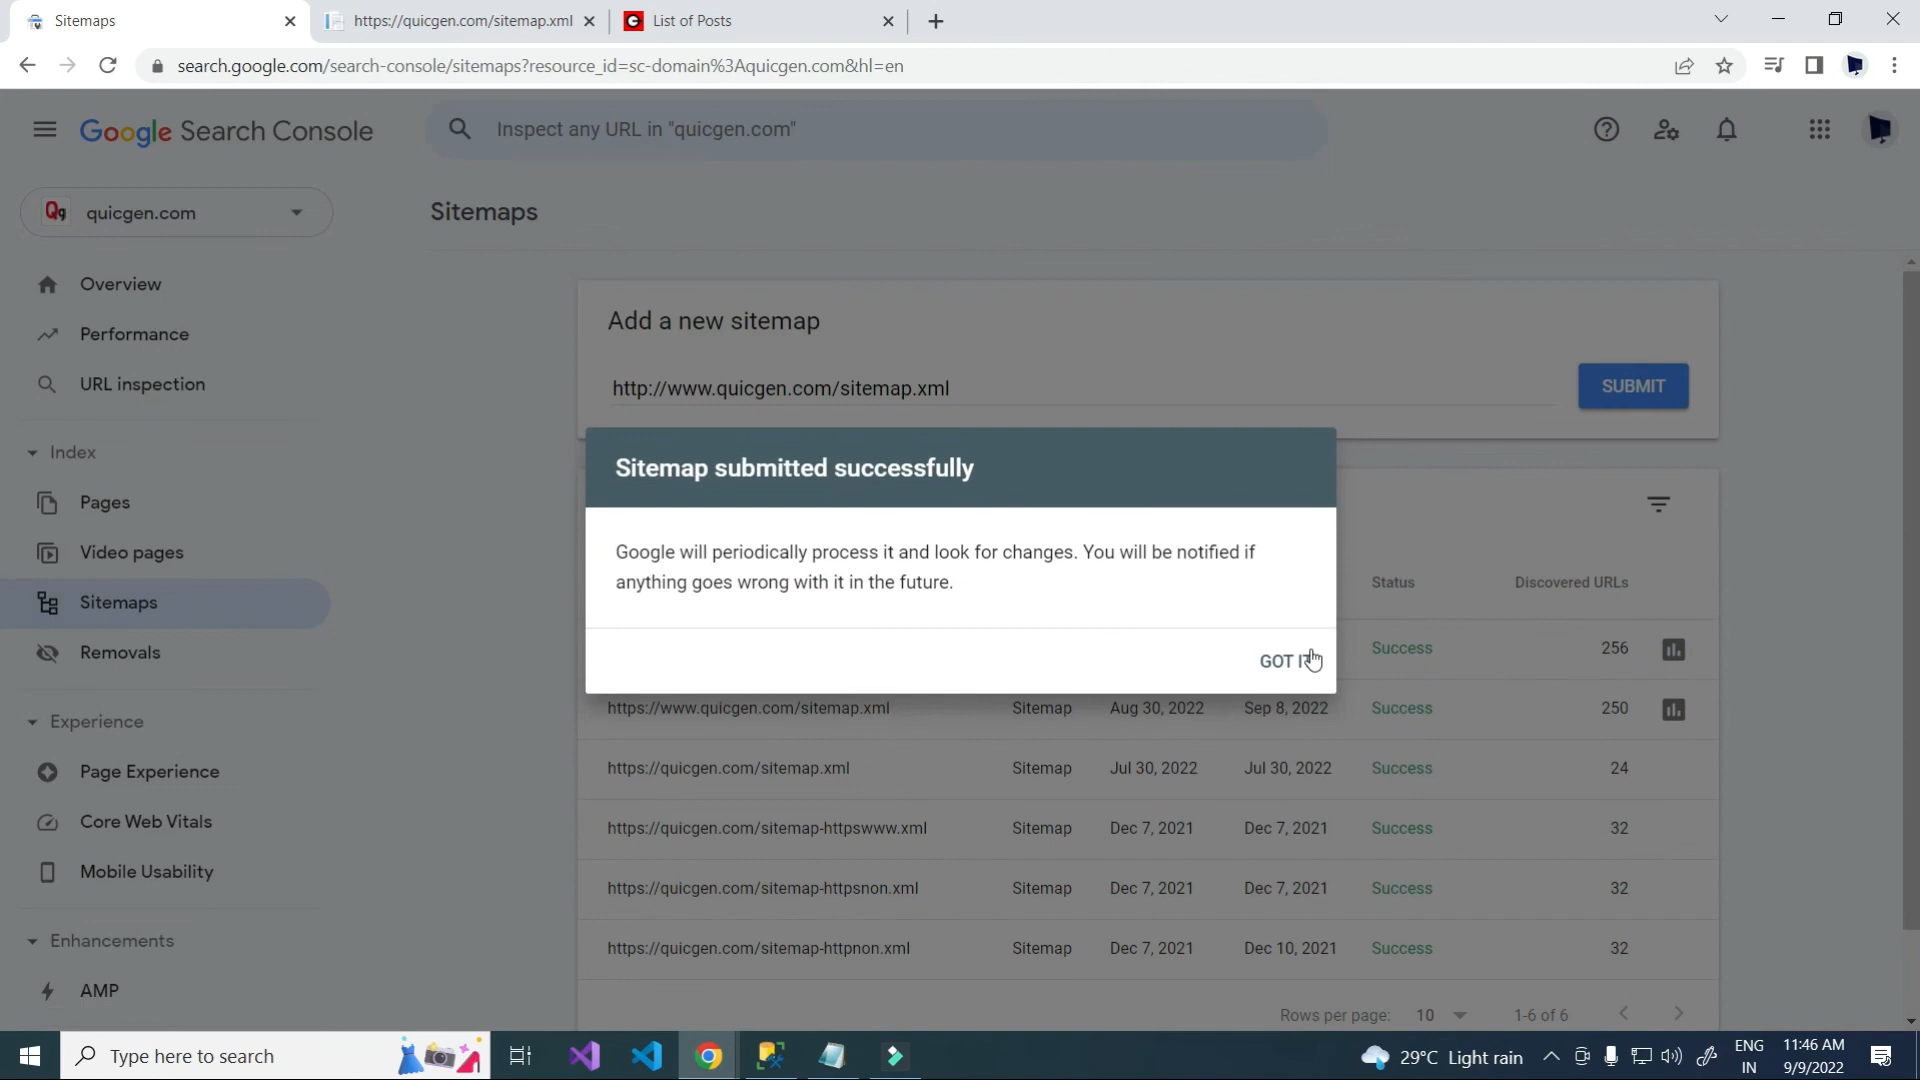 Sitemaps
https://quicgen.com/sitemap.xml
List of Posts
search.google.com/search-console/sitemaps?resource_id=sc-domain%3Aquicgen.com&hl=en
Google Search Console
Inspect any URL in "quicgen.com"
Qg quicgen.com
Sitemaps
Overview
Performance
URL inspection
Index
Pages
Video pages
Sitemaps
Removals
Experience
Page Experience
Core Web Vitals
Mobile Usability
Enhancements
AMP
Add a new sitemap
http://www.quicgen.com/sitemap.xml
SUBMIT
Sitemap submitted successfully
Google will periodically process it and look for changes. You will be notified if
anything goes wrong with it in the future.
GOT IT
Status Discovered URLs
Success 256
https://www.quicgen.com/sitemap.xml Sitemap Aug 30, 2022 Sep 8, 2022 Success 250
https://quicgen.com/sitemap.xml Sitemap Jul 30, 2022 Jul 30, 2022 Success 24
https://quicgen.com/sitemap-httpswww.xml Sitemap Dec 7, 2021 Dec 7, 2021 Success 32
https://quicgen.com/sitemap-httpsnon.xml Sitemap Dec 7, 2021 Dec 7, 2021 Success 32
https://quicgen.com/sitemap-httpnon.xml Sitemap Dec 7, 2021 Dec 10, 2021 Success 32
Rows per page: 10 1-6 of 6
Type here to search
29°C Light rain
ENG
IN
11:46 AM
9/9/2022